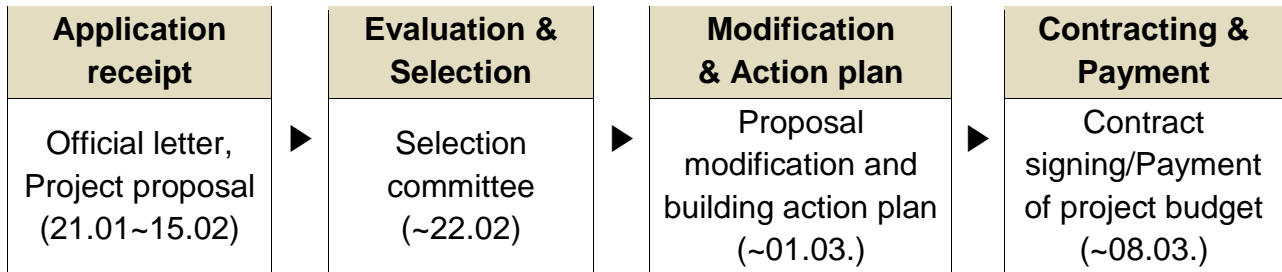 Application
receipt
Official letter,
Project proposal
(21.01~15.02)
▶
Evaluation &
Selection
Selection
committee
(~22.02)
▶
Modification
& Action plan
Proposal
modification and
building action plan
(~01.03.)
▶
Contracting &
Payment
Contract
signing/Payment
of project budget
(~08.03.)